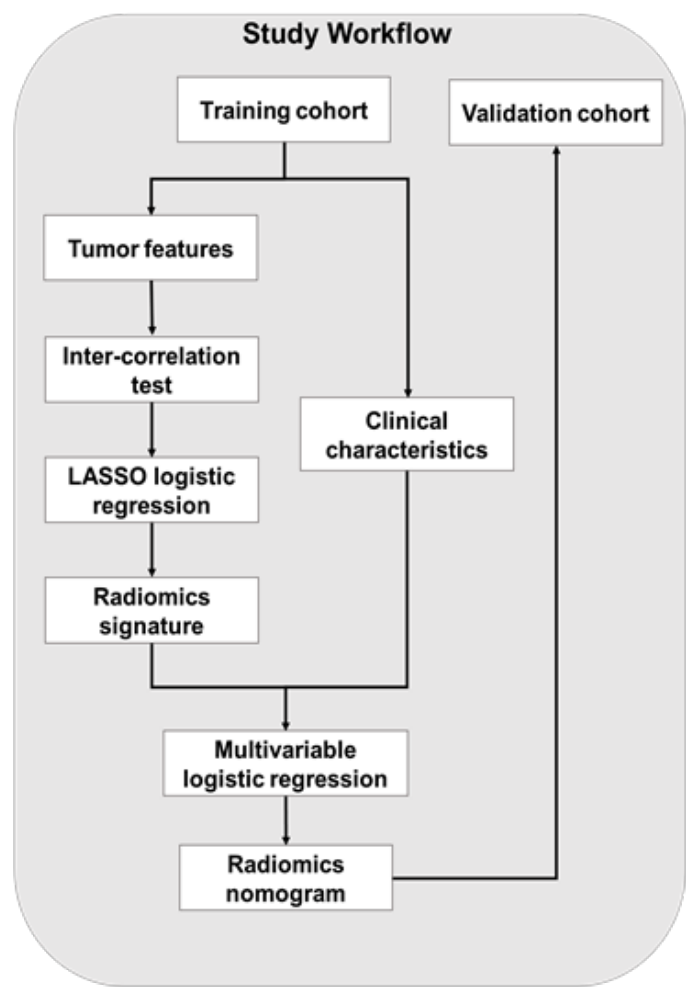 Study Workflow
Training cohort
Validation cohort
Tumor features
Inter-correlation
test
Clinical
characteristics
LASSO logistic
regression
Radiomics
signature
Multivariable
logistic regression
Radiomics
nomogram